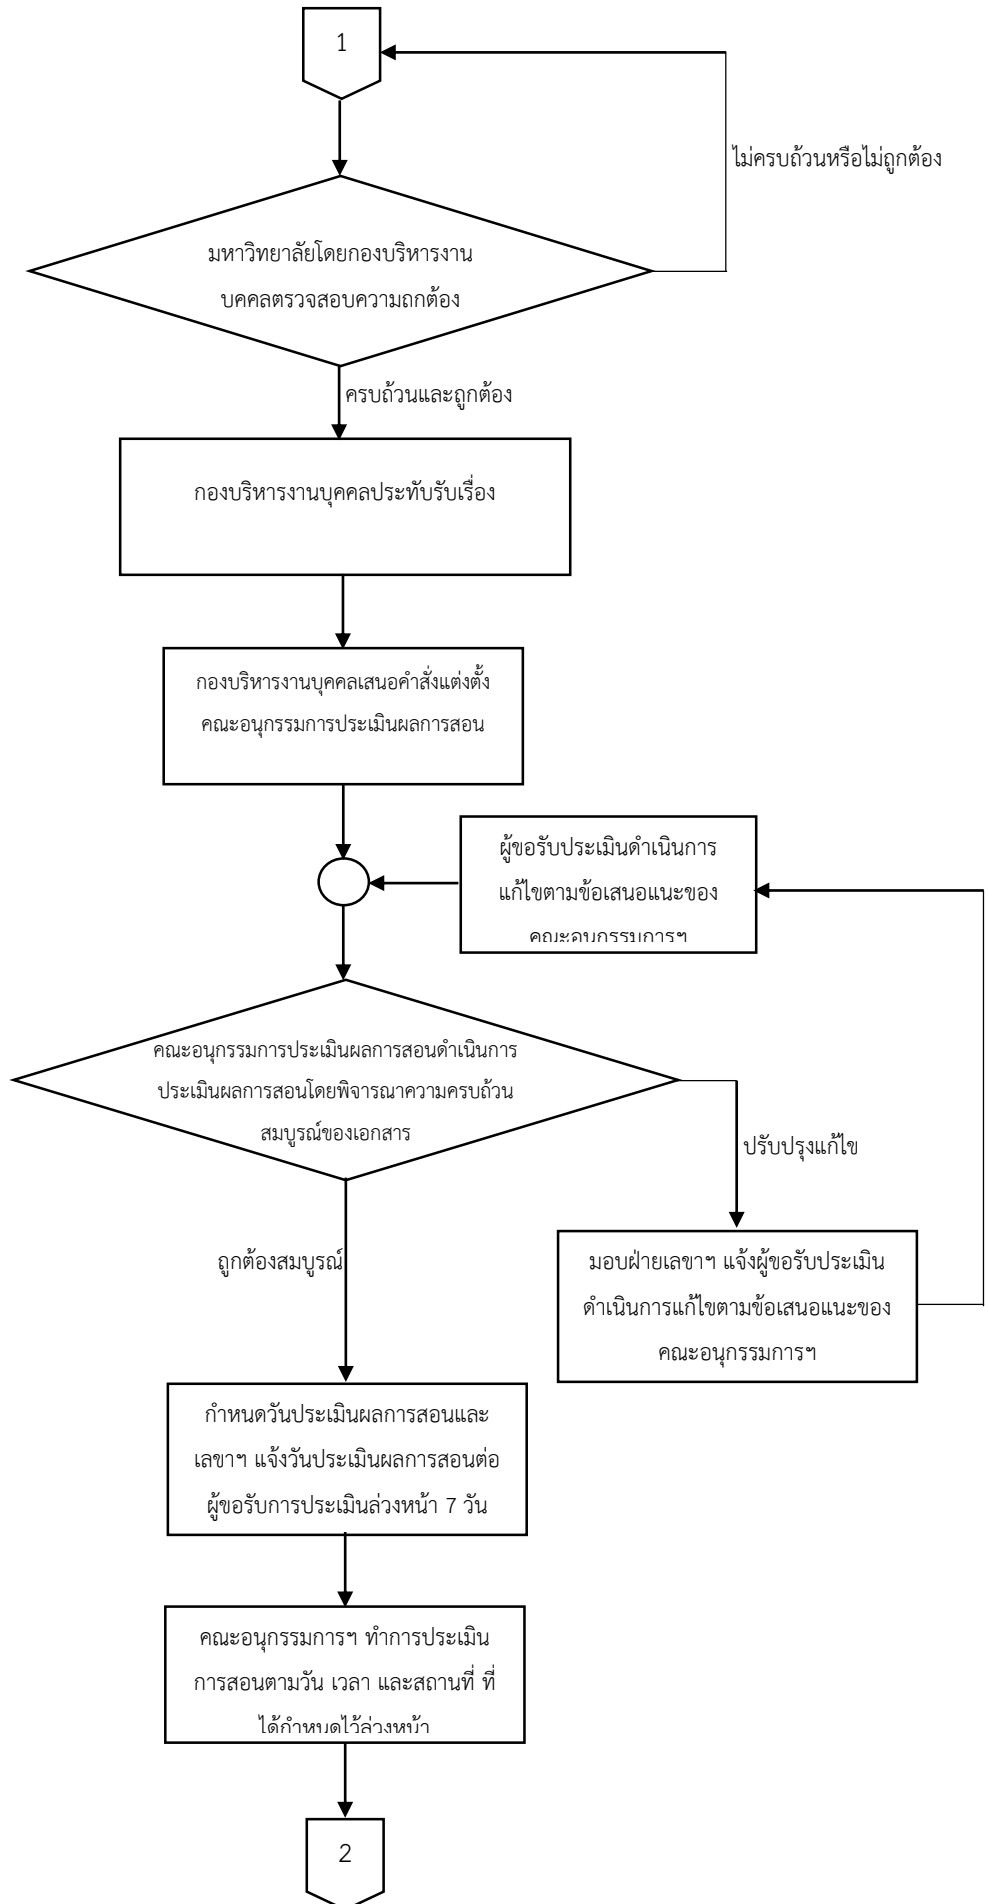 1
ไม่ครบถ้วนหรือไม่ถูกต้อง
มหาวิทยาลัยโดยกองบริหารงาน
บคคลตรวจสอบความถกต้อง
ครบถ้วนและถูกต้อง
กองบริหารงานบุคคลประทับรับเรื่อง
กองบริหารงานบุคคลเสนอคำสั่งแต่งตั้ง
คณะอนุกรรมการประเมินผลการสอน
ผู้ขอรับประเมินดำเนินการ
แก้ไขตามข้อเสนอแนะของ
คณะอนุกรรมการฯ
คณะอนุกรรมการประเมินผลการสอนดำเนินการ
ประเมินผลการสอนโดยพิจารณาความครบถ้วน
สมบูรณ์ของเอกสาร
ปรับปรุงแก้ไข
ถูกต้องสมบูรณ์
มอบฝ่ายเลขาฯ แจ้งผู้ขอรับประเมิน
ดำเนินการแก้ไขตามข้อเสนอแนะของ
คณะอนุกรรมการฯ
กำหนดวันประเมินผลการสอนและ
เลขาฯ แจ้งวันประเมินผลการสอนต่อ
ผู้ขอรับการประเมินล่วงหน้า 7 วัน
คณะอนุกรรมการฯ ทำการประเมิน
การสอนตามวัน เวลา และสถานที่ ที่
ได้กำหนดไว้ล่วงหน้า
2